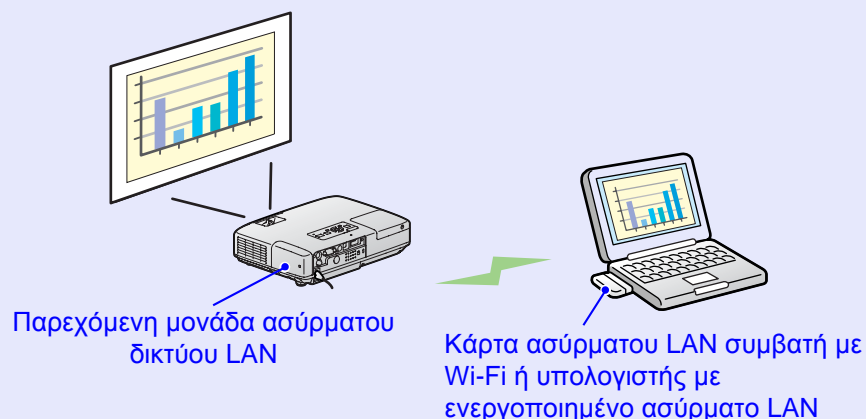 Παρεχόμενη μονάδα ασύρματου
δικτύου LAN
Κάρτα ασύρματου LAN συμβατή με
Wi-Fi ή υπολογιστής με
ενεργοποιημένο ασύρματο LAN